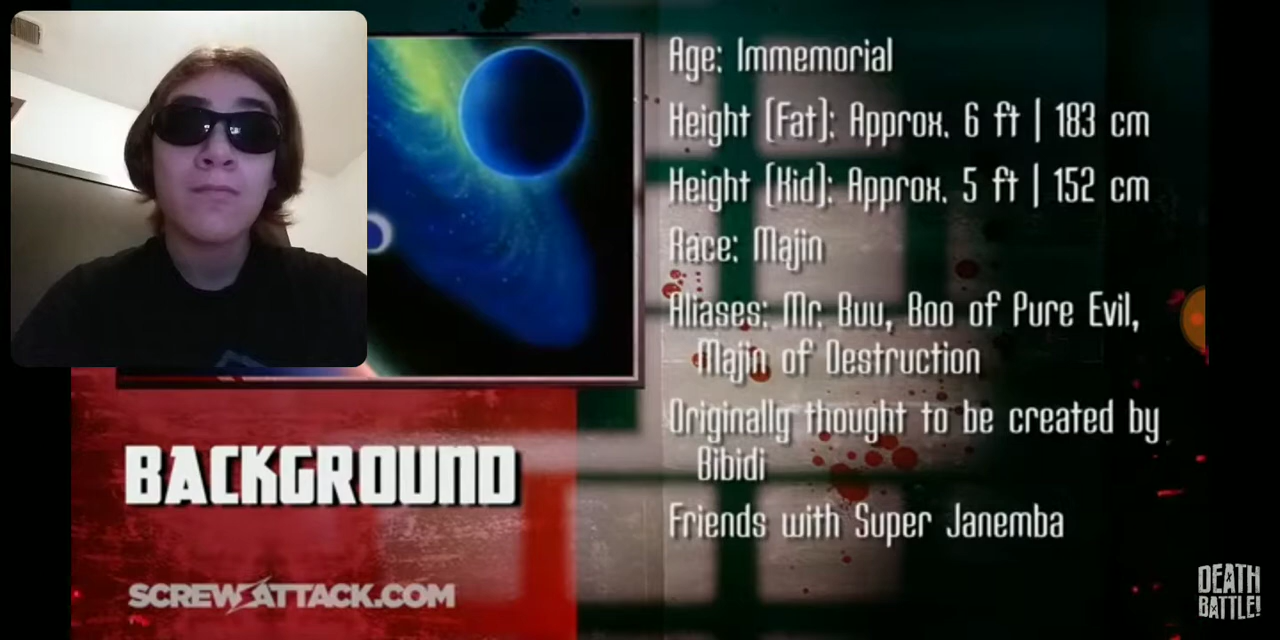 Age: Immemorial
Height (Fat): Approx. 6 ft | 183 cm
Height (Kid): Approx. 5 ft | 152 cm
Race: Majin
Aliases: Mr. Buu, Boo of Pure Evil,
Majin of Destruction
Originally thought to be created by
Bibidi
Friends with Super Janemba
BACKGROUND
SCREWATTACK.COM
DEATH
BATTLE!